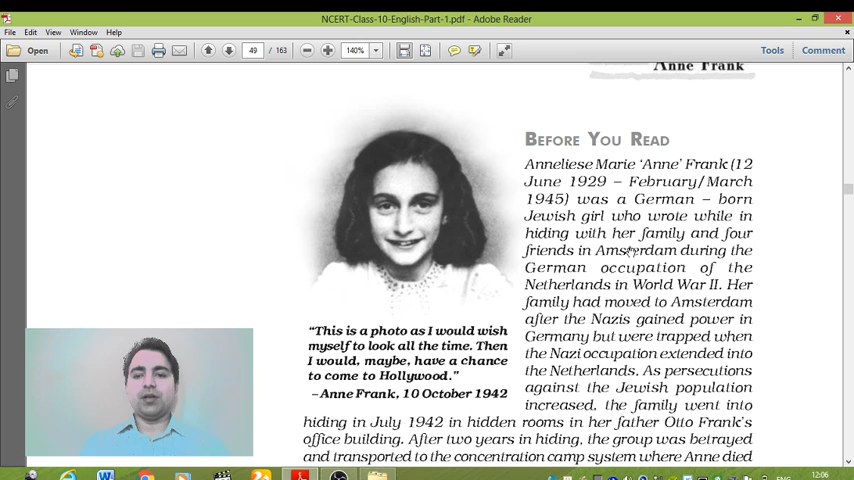 NCERT-Class-10-English-Part-1.pdf - Adobe Reader
File Edit View Window Help
Open 49 / 163 140% Tools Comment
Anne Frank
BEFORE YOU READ
Anneliese Marie ‘Anne’ Frank (12
June 1929 – February/March
1945) was a German – born
Jewish girl who wrote while in
hiding with her family and four
friends in Amsterdam during the
German occupation of the
Netherlands in World War II. Her
family had moved to Amsterdam
after the Nazis gained power in
Germany but were trapped when
the Nazi occupation extended into
the Netherlands. As persecutions
against the Jewish population
increased, the family went into
hiding in July 1942 in hidden rooms in her father Otto Frank’s
office building. After two years in hiding, the group was betrayed
and transported to the concentration camp system where Anne died
“This is a photo as I would wish
myself to look all the time. Then
I would, maybe, have a chance
to come to Hollywood.”
– Anne Frank, 10 October 1942
ENG 12:06